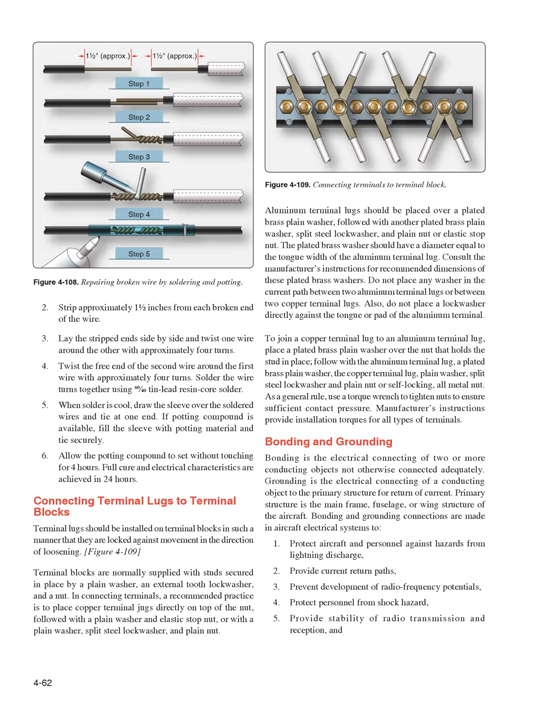 1½" (approx.)
1½" (approx.)
Step 1
Step 2
Step 3
Step 4
Step 5
Figure 4-108. Repairing broken wire by soldering and potting.
2. Strip approximately 1½ inches from each broken end
of the wire.
3. Lay the stripped ends side by side and twist one wire
around the other with approximately four turns.
4. Twist the free end of the second wire around the first
wire with approximately four turns. Solder the wire
turns together using 60⁄40 tin-lead resin-core solder.
5. When solder is cool, draw the sleeve over the soldered
wires and tie at one end. If potting compound is
available, fill the sleeve with potting material and
tie securely.
6. Allow the potting compound to set without touching
for 4 hours. Full cure and electrical characteristics are
achieved in 24 hours.
Connecting Terminal Lugs to Terminal
Blocks
Terminal lugs should be installed on terminal blocks in such a
manner that they are locked against movement in the direction
of loosening. [Figure 4-109]
Terminal blocks are normally supplied with studs secured
in place by a plain washer, an external tooth lockwasher,
and a nut. In connecting terminals, a recommended practice
is to place copper terminal jugs directly on top of the nut,
followed with a plain washer and elastic stop nut, or with a
plain washer, split steel lockwasher, and plain nut.
Figure 4-109. Connecting terminals to terminal block.
Aluminum terminal lugs should be placed over a plated
brass plain washer, followed with another plated brass plain
washer, split steel lockwasher, and plain nut or elastic stop
nut. The plated brass washer should have a diameter equal to
the tongue width of the aluminum terminal lug. Consult the
manufacturer's instructions for recommended dimensions of
these plated brass washers. Do not place any washer in the
current path between two aluminum terminal lugs or between
two copper terminal lugs. Also, do not place a lockwasher
directly against the tongue or pad of the aluminum terminal.
To join a copper terminal lug to an aluminum terminal lug,
place a plated brass plain washer over the nut that holds the
stud in place; follow with the aluminum terminal lug, a plated
brass plain washer, the copper terminal lug, plain washer, split
steel lockwasher and plain nut or self-locking, all metal nut.
As a general rule, use a torque wrench to tighten nuts to ensure
sufficient contact pressure. Manufacturer's instructions
provide installation torques for all types of terminals.
Bonding and Grounding
Bonding is the electrical connecting of two or more
conducting objects not otherwise connected adequately.
Grounding is the electrical connecting of a conducting
object to the primary structure for return of current. Primary
structure is the main frame, fuselage, or wing structure of
the aircraft. Bonding and grounding connections are made
in aircraft electrical systems to:
1. Protect aircraft and personnel against hazards from
lightning discharge,
2. Provide current return paths,
3. Prevent development of radio-frequency potentials,
4. Protect personnel from shock hazard,
5. Provide stability of radio transmission and
reception, and
4-62